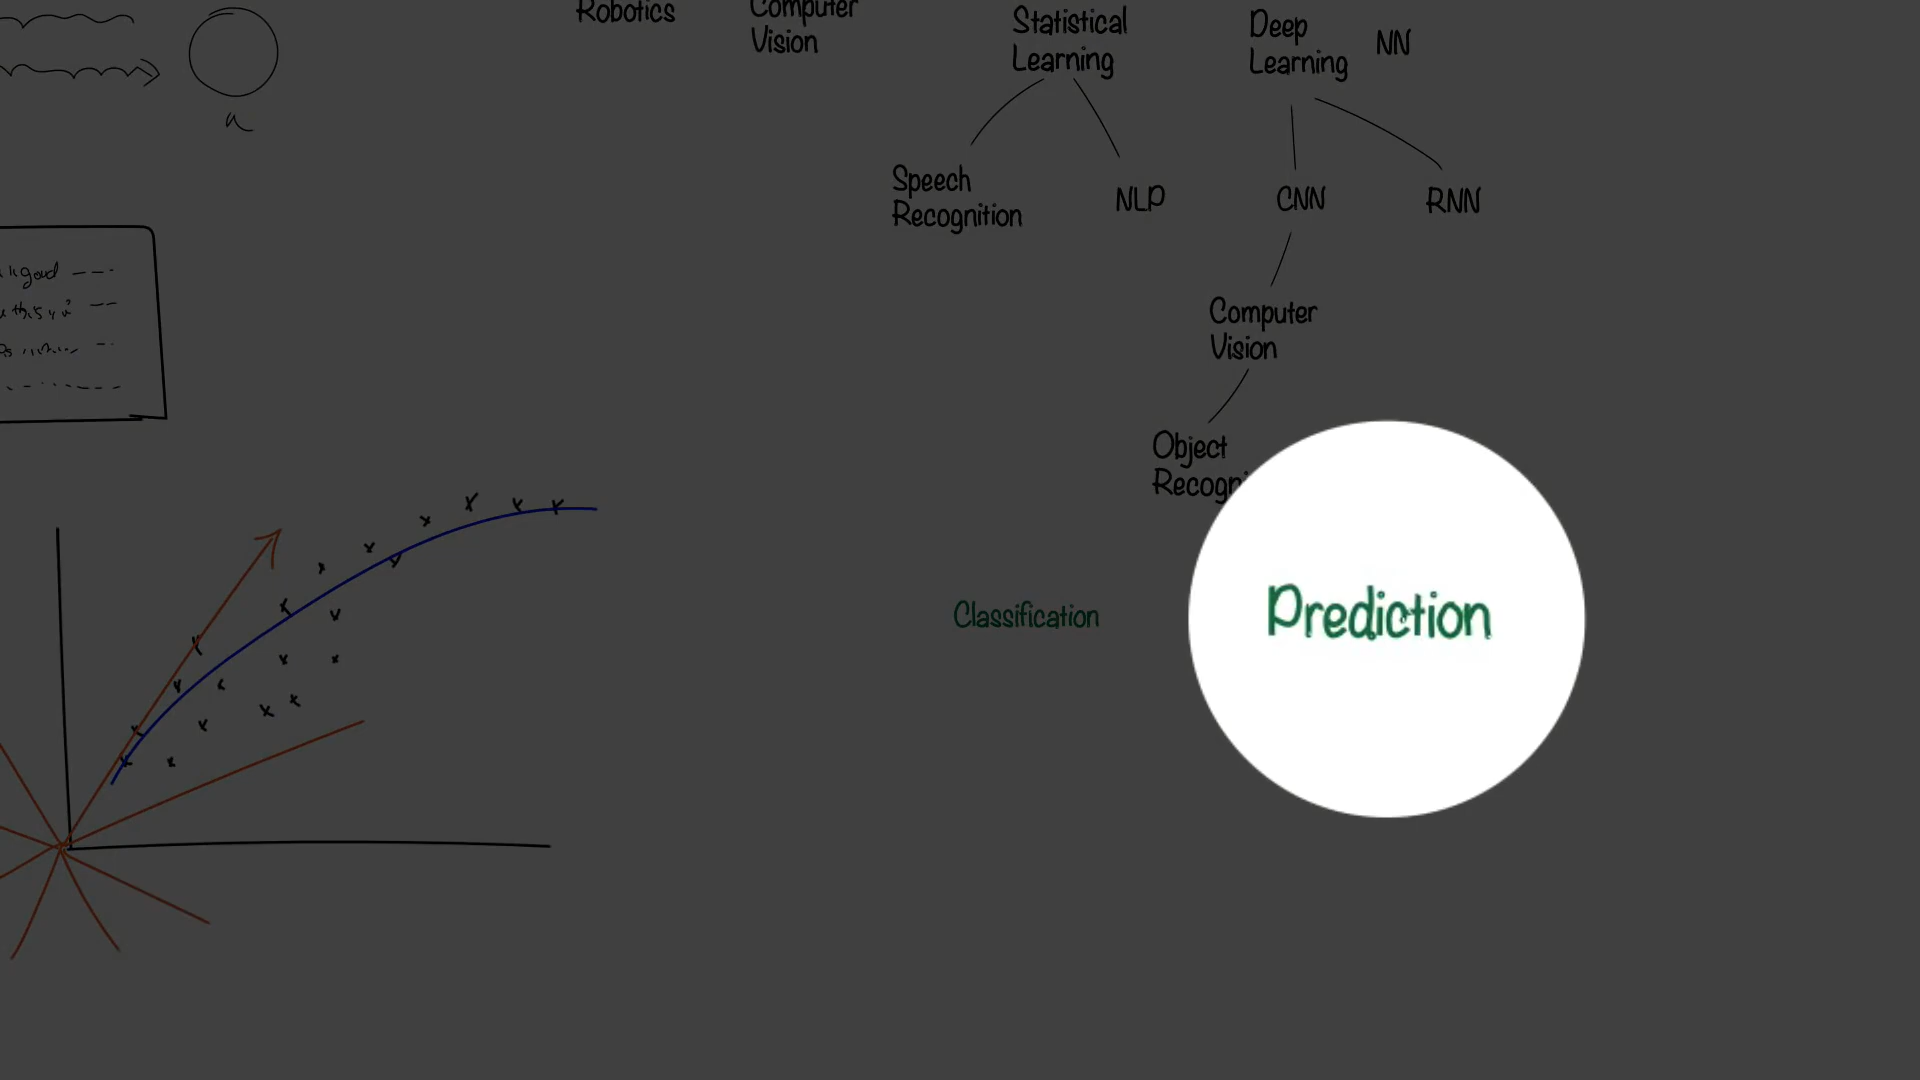 Robotics
Computer
Vision
Statistical
Learning
Deep
Learning
NN
Speech
Recognition
NLP
CNN
RNN
Computer
Vision
Object
Classification
Prediction